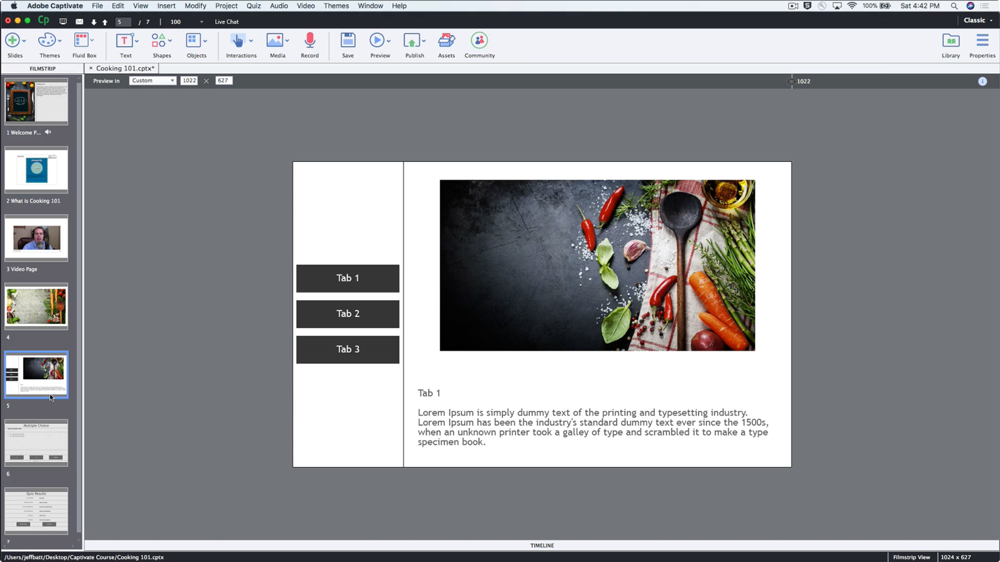 Adobe Captivate File Edit View Insert Modify Project Quiz Audio Video Themes Window Help
100% Sat 4:42 PM
Cp 5 / 7 100 Live Chat Classic
Slides Themes Fluid Box Text Shapes Objects Interactions Media Record Save Preview Publish Assets Community Library Properties
FILMSTRIP
× Cooking 101.cptx*
Preview in Custom 1022 × 627 1022
1 Welcome P...
2 What is Cooking 101
3 Video Page
4
5
Multiple Choice
6
Quiz Results
7
Tab 1
Tab 2
Tab 3
Tab 1
Lorem Ipsum is simply dummy text of the printing and typesetting industry.
Lorem Ipsum has been the industry's standard dummy text ever since the 1500s,
when an unknown printer took a galley of type and scrambled it to make a type
specimen book.
TIMELINE
/Users/jeffbatt/Desktop/Captivate Course/Cooking 101.cptx
Filmstrip View 1024 x 627